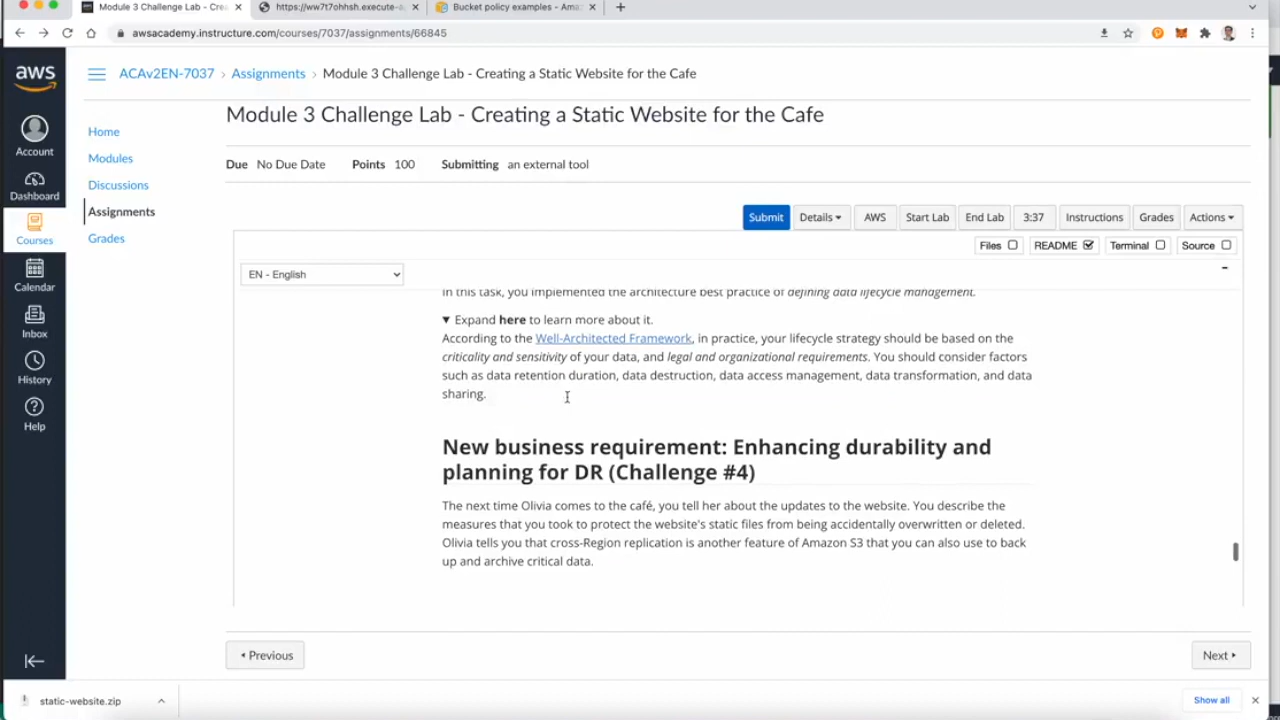 Module 3 Challenge Lab - Crea
https://ww7t7ohhsh.execute-a
Bucket policy examples - Ama
awsacademy.instructure.com/courses/7037/assignments/66845
aws
Account
Dashboard
Courses
Calendar
Inbox
History
Help
ACAv2EN-7037 › Assignments › Module 3 Challenge Lab - Creating a Static Website for the Cafe
Home
Modules
Discussions
Assignments
Grades
Module 3 Challenge Lab - Creating a Static Website for the Cafe
Due No Due Date Points 100 Submitting an external tool
Submit Details AWS Start Lab End Lab 3:37 Instructions Grades Actions
Files README Terminal Source
EN - English
In this task, you implemented the architecture best practice of defining data lifecycle management.
Expand here to learn more about it.
According to the Well-Architected Framework, in practice, your lifecycle strategy should be based on the
criticality and sensitivity of your data, and legal and organizational requirements. You should consider factors
such as data retention duration, data destruction, data access management, data transformation, and data
sharing.
New business requirement: Enhancing durability and
planning for DR (Challenge #4)
The next time Olivia comes to the café, you tell her about the updates to the website. You describe the
measures that you took to protect the website's static files from being accidentally overwritten or deleted.
Olivia tells you that cross-Region replication is another feature of Amazon S3 that you can also use to back
up and archive critical data.
Previous
Next
static-website.zip
Show all